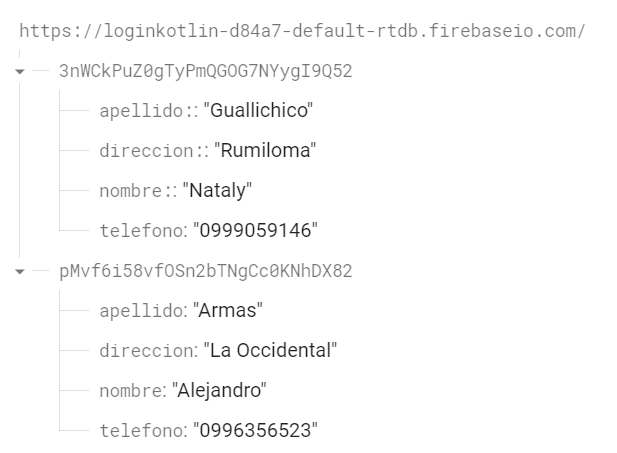 https://loginkotlin-d84a7-default-rtdb.firebaseio.com/
3nWCkPuZ0gTyPmQGOG7NYygI9Q52
apellido:: "Guallichico"
direccion:: "Rumiloma"
nombre:: "Nataly"
telefono: "0999059146"
pMvf6i58vfOSn2bTNgCc0KNhDX82
apellido: "Armas"
direccion: "La Occidental"
nombre: "Alejandro"
telefono: "0996356523"